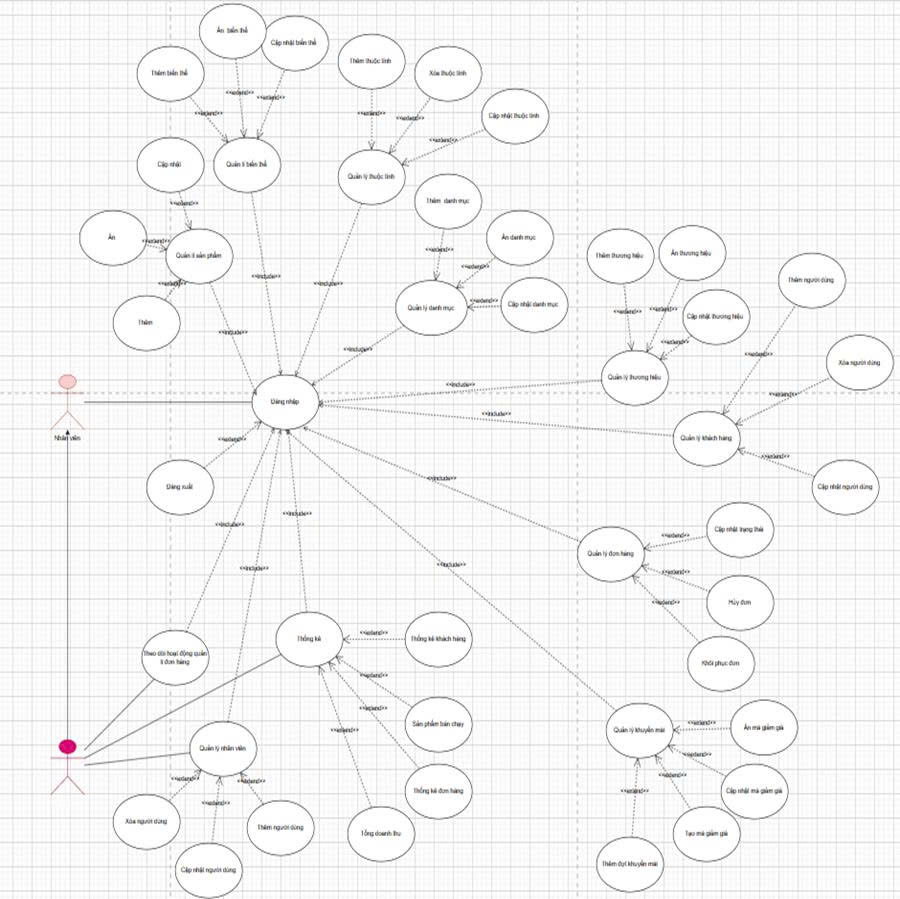 Ẩn biến thể
Cập nhật biến thể
Thêm biến thể
Thêm thuộc tính
Xóa thuộc tính
Cập nhật thuộc tính
<<extend>>
<<extend>>
<<extend>>
<<extend>>
<<extend>>
<<extend>>
Cập nhật
Quản lí biến thể
Quản lý thuộc tính
<<extend>>
Thêm danh mục
Ẩn
<<extend>>
Quản lí sản phẩm
<<extend>>
Ẩn danh mục
<<extend>>
<<extend>>
Thêm
<<include>>
<<include>>
<<include>>
Quản lý danh mục
<<extend>>
Cập nhật danh mục
<<include>>
Thêm thương hiệu
Ẩn thương hiệu
<<extend>>
<<extend>>
Cập nhật thương hiệu
<<extend>>
Thêm người dùng
<<extend>>
Xóa người dùng
Quản lý thương hiệu
<<include>>
<<extend>>
Đăng nhập
<<include>>
Quản lý khách hàng
Nhân viên
<<extend>>
<<extend>>
Cập nhật người dùng
Đăng xuất
<<include>>
<<include>>
<<include>>
<<include>>
<<include>>
Cập nhật trạng thái
<<extend>>
Quản lý đơn hàng
<<extend>>
Hủy đơn
<<extend>>
Khôi phục đơn
Theo dõi hoạt động quản
lí đơn hàng
Thống kê
<<extend>>
Thống kê khách hàng
<<extend>>
Sản phẩm bán chạy
<<extend>>
<<extend>>
Thống kê đơn hàng
Tổng doanh thu
Quản lý nhân viên
<<extend>>
<<extend>>
<<extend>>
Xóa người dùng
Thêm người dùng
Cập nhật người dùng
Quản lý khuyến mãi
<<extend>>
Ẩn mã giảm giá
<<extend>>
<<extend>>
<<extend>>
Cập nhật mã giảm giá
Tạo mã giảm giá
Thêm đợt khuyến mãi